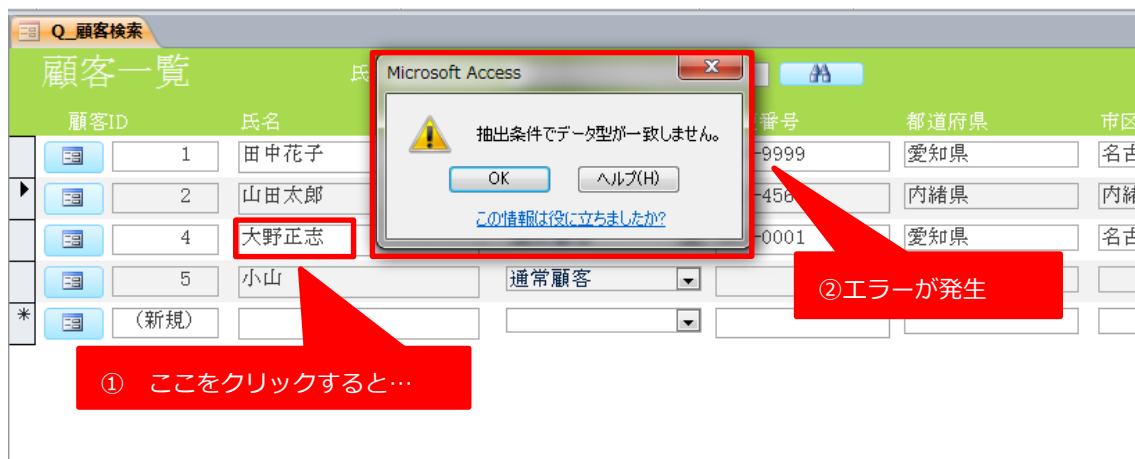 Q_顧客検索
顧客一覧
氏
Microsoft Access
抽出条件でデータ型が一致しません。
OK
ヘルプ(H)
この情報は役に立ちましたか?
顧客ID
氏名
番号
都道府県
市区
1
田中花子
-9999
愛知県
名古
2
山田太郎
-456
内緒県
内緒
4
大野正志
-0001
愛知県
名古
5
小山
通常顧客
(新規)
②エラーが発生
① ここをクリックすると…